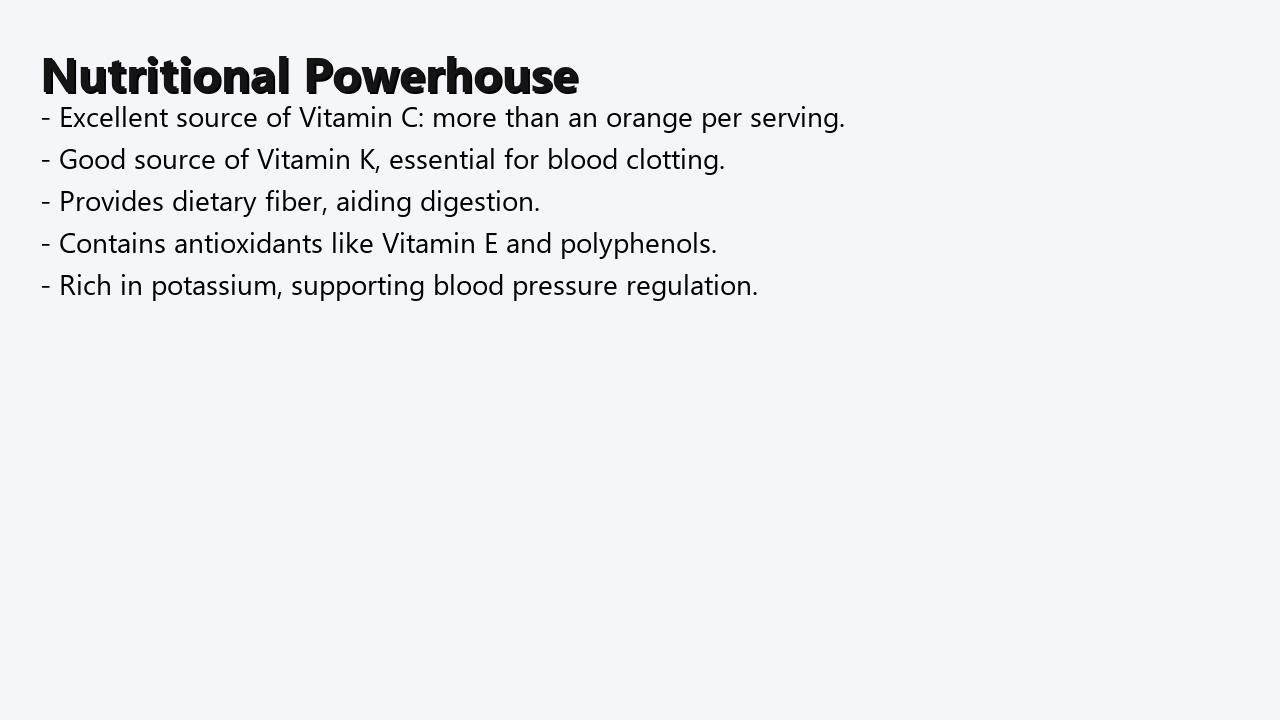 Nutritional Powerhouse
- Excellent source of Vitamin C: more than an orange per serving.
- Good source of Vitamin K, essential for blood clotting.
- Provides dietary fiber, aiding digestion.
- Contains antioxidants like Vitamin E and polyphenols.
- Rich in potassium, supporting blood pressure regulation.